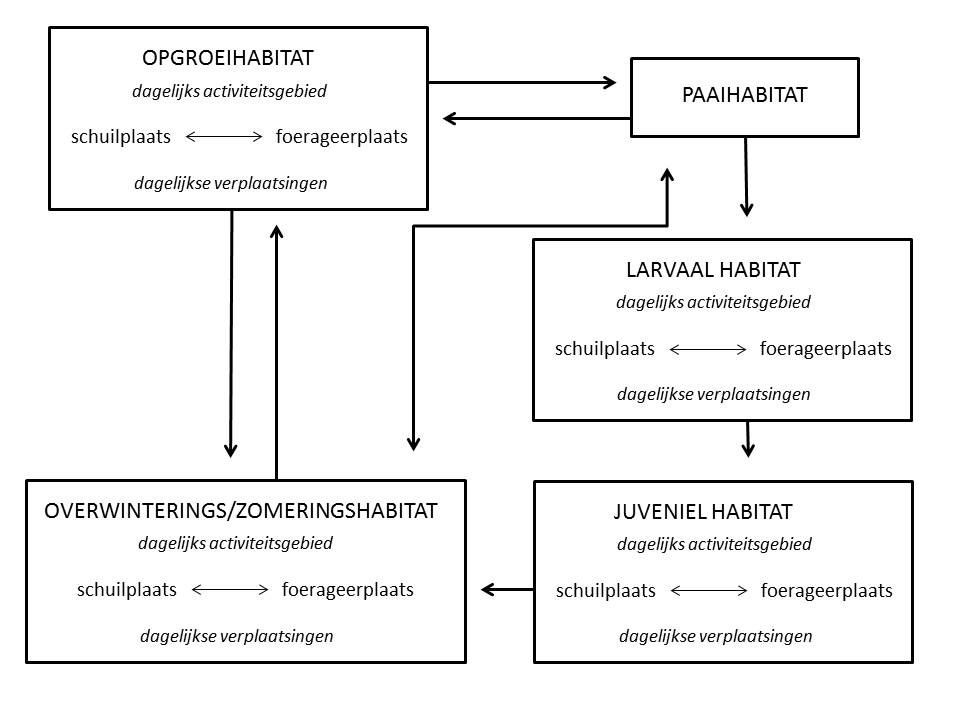 OPGROEIHABITAT
dagelijks activiteitsgebied
schuilplaats foerageerplaats
dagelijkse verplaatsingen
PAAIHABITAT
LARVAAL HABITAT
dagelijks activiteitsgebied
schuilplaats foerageerplaats
dagelijkse verplaatsingen
OVERWINTERINGS/ZOMERINGSHABITAT
dagelijks activiteitsgebied
schuilplaats foerageerplaats
dagelijkse verplaatsingen
JUVENIEL HABITAT
dagelijks activiteitsgebied
schuilplaats foerageerplaats
dagelijkse verplaatsingen